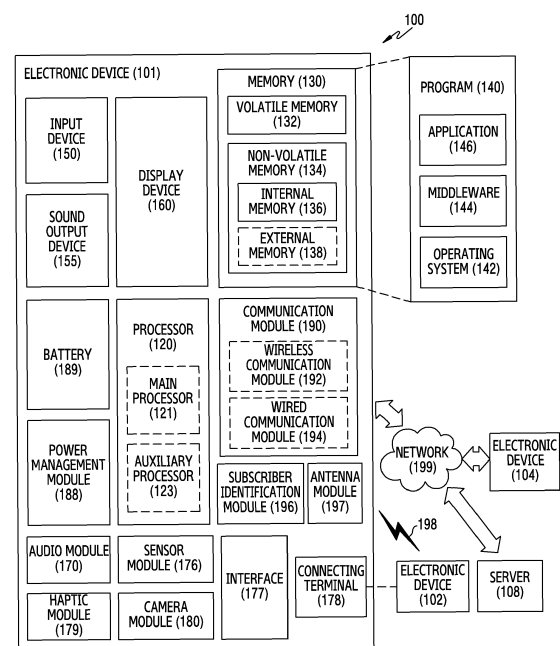 100
ELECTRONIC DEVICE (101)
INPUT
DEVICE
(150)
SOUND
OUTPUT
DEVICE
(155)
DISPLAY
DEVICE
(160)
MEMORY (130)
VOLATILE MEMORY
(132)
NON-VOLATILE
MEMORY (134)
INTERNAL
MEMORY (136)
EXTERNAL
MEMORY (138)
PROGRAM (140)
APPLICATION
(146)
MIDDLEWARE
(144)
OPERATING
SYSTEM (142)
BATTERY
(189)
POWER
MANAGEMENT
MODULE
(188)
PROCESSOR
(120)
MAIN
PROCESSOR
(121)
AUXILIARY
PROCESSOR
(123)
COMMUNICATION
MODULE (190)
WIRELESS
COMMUNICATION
MODULE (192)
WIRED
COMMUNICATION
MODULE (194)
SUBSCRIBER
IDENTIFICATION
MODULE (196)
ANTENNA
MODULE
(197)
NETWORK
(199)
ELECTRONIC
DEVICE
(104)
198
AUDIO MODULE
(170)
SENSOR
MODULE (176)
INTERFACE
(177)
CONNECTING
TERMINAL
(178)
ELECTRONIC
DEVICE
(102)
SERVER
(108)
HAPTIC MODULE
(179)
CAMERA
MODULE (180)